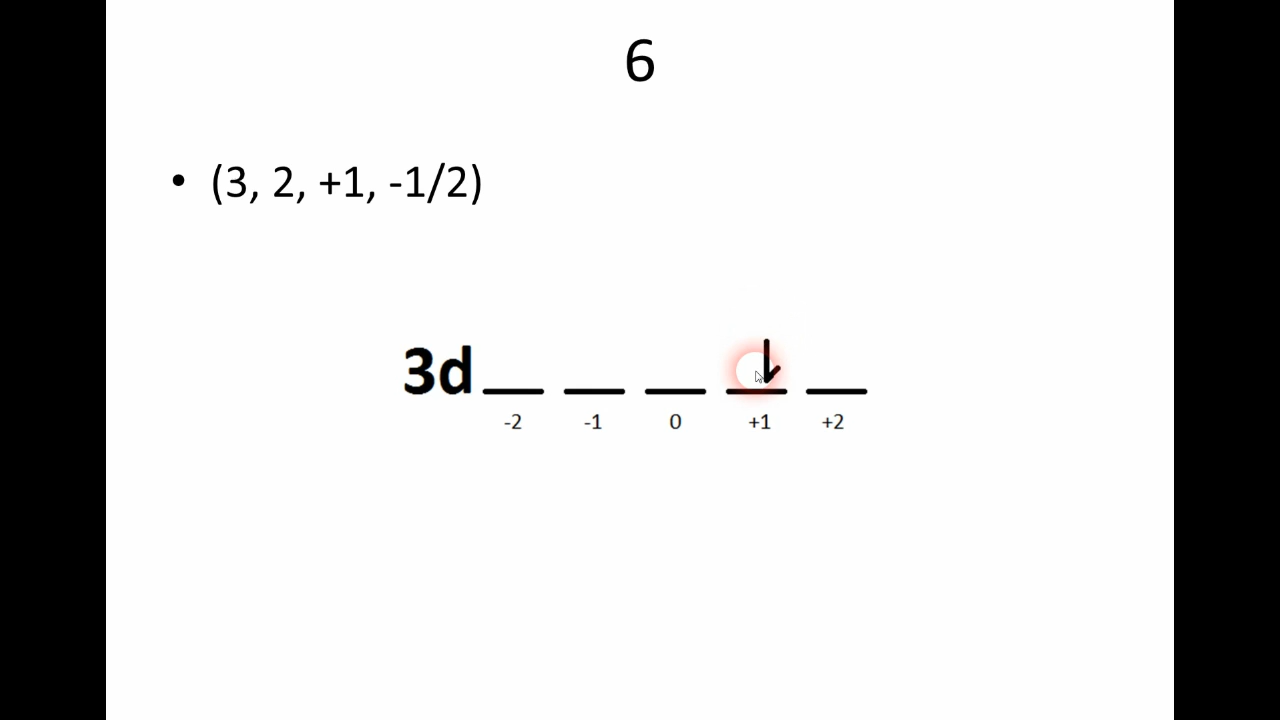 6
• (3, 2, +1, -1/2)
3d
-2 -1 0 +1 +2